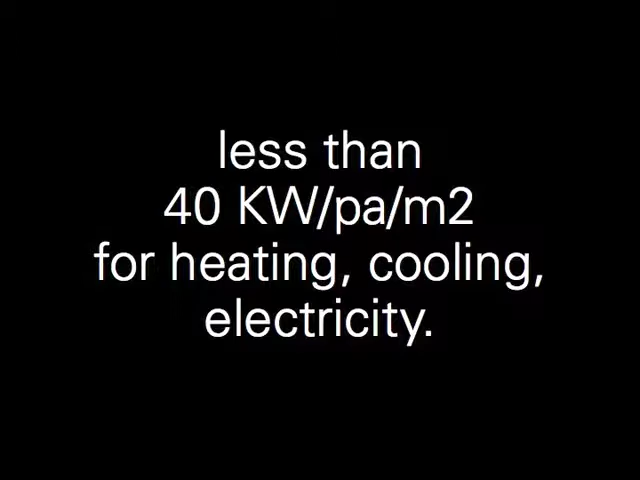 less than
40 KW/pa/m2
for heating, cooling,
electricity.